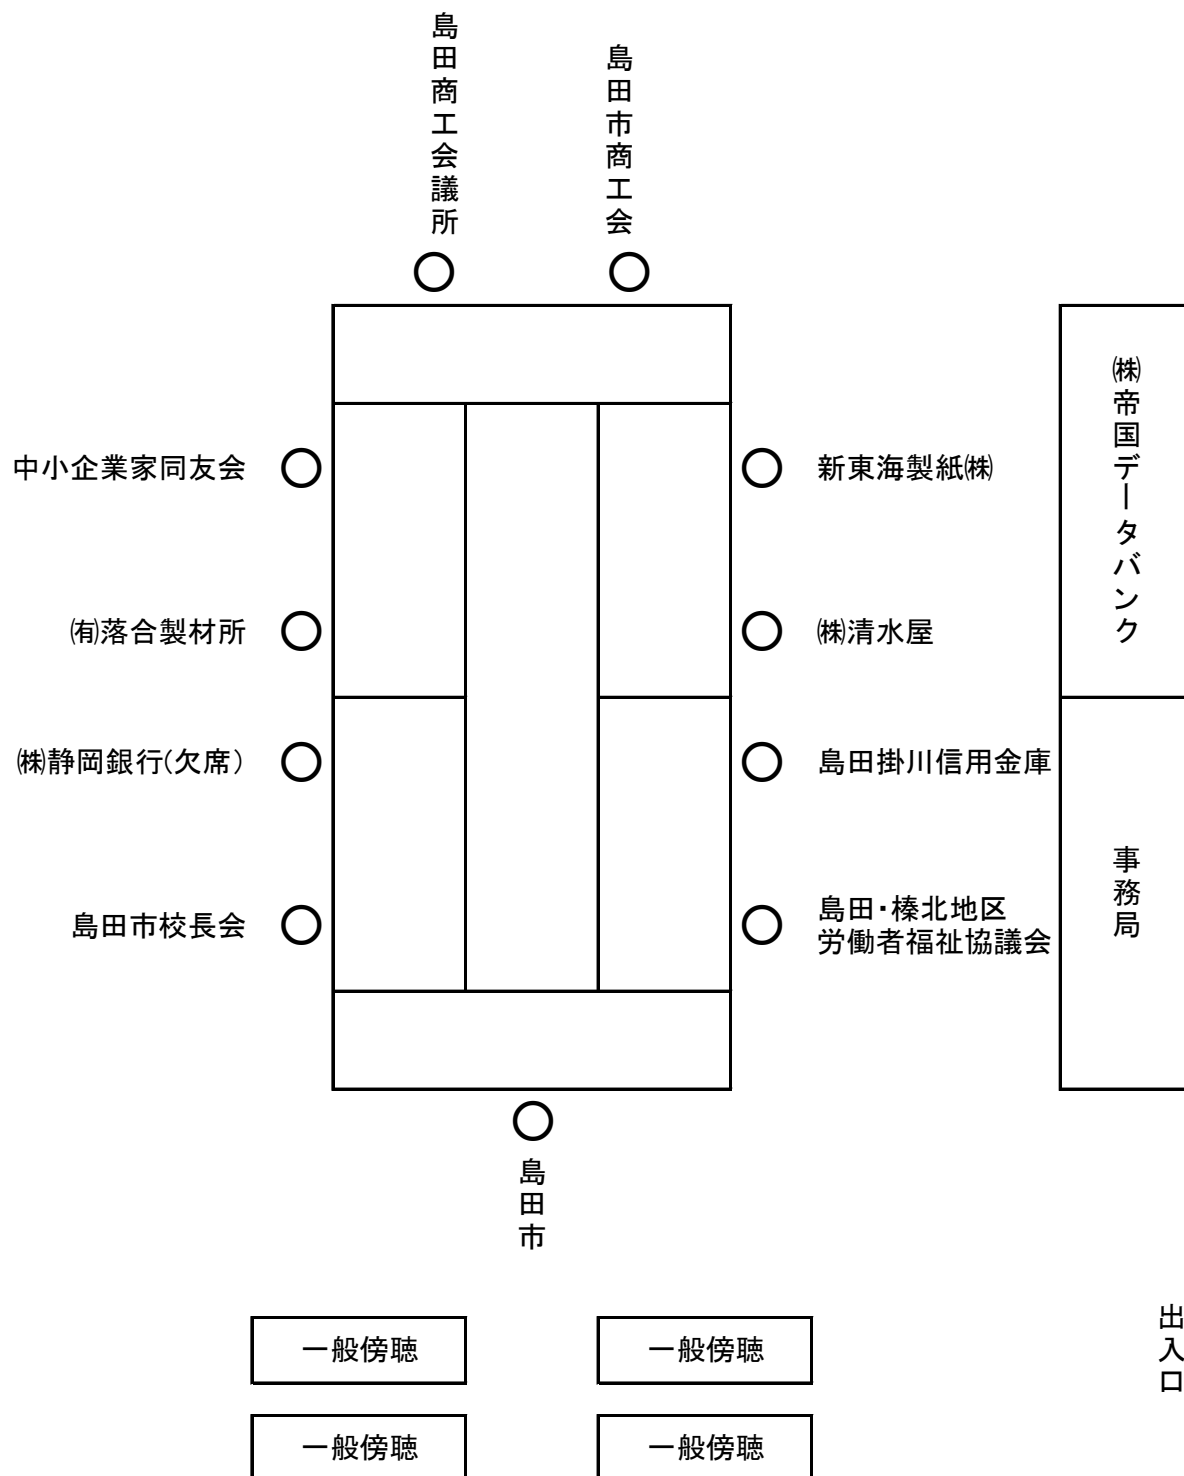 島田商工会議所
島田市商工会
中小企業家同友会
新東海製紙㈱
㈱帝国データバンク
㈲落合製材所
㈱清水屋
㈱静岡銀行(欠席)
島田掛川信用金庫
事務局
島田市校長会
島田・榛北地区
労働者福祉協議会
島田市
出入口
一般傍聴
一般傍聴
一般傍聴
一般傍聴